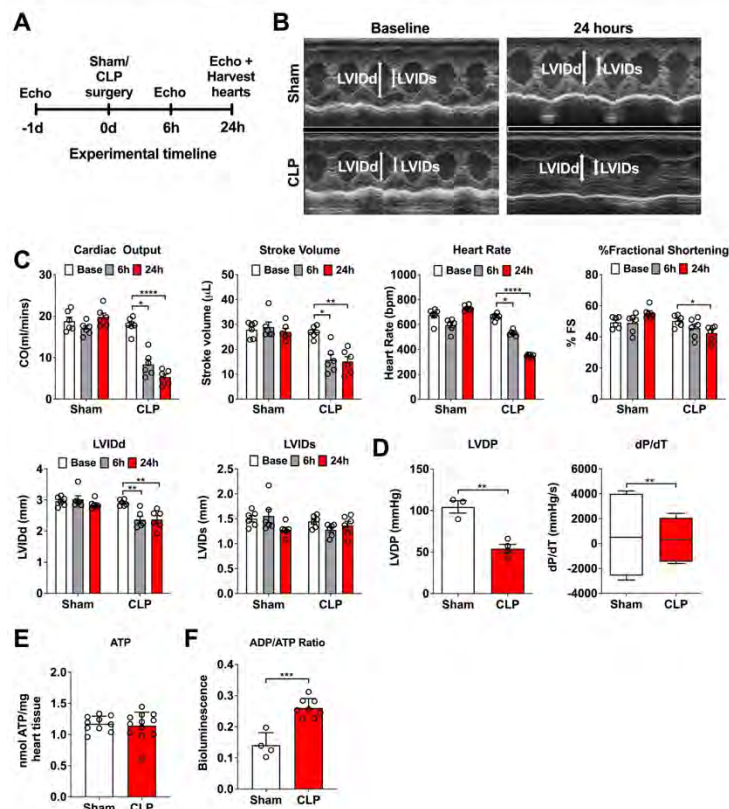 A
Echo
Sham/
CLP
surgery
Echo
Echo +
Harvest
hearts
-1d
0d
6h
24h
Experimental timeline
B
Baseline
24 hours
Sham
LVIDd
LVIDs
LVIDd
LVIDs
CLP
LVIDd
LVIDs
LVIDd
LVIDs
C
Cardiac Output
Base 6h 24h
CO(ml/mins)
30
20
10
0
*
****
Sham
CLP
Stroke Volume
Base 6h 24h
Stroke volume (µL)
50
40
30
20
10
0
*
**
Sham
CLP
Heart Rate
Base 6h 24h
Heart Rate (bpm)
1000
800
600
400
200
0
*
****
Sham
CLP
%Fractional Shortening
Base 6h 24h
% FS
80
60
40
20
0
*
Sham
CLP
LVIDd
Base 6h 24h
LVIDd (mm)
4
3
2
1
0
**
**
Sham
CLP
LVIDs
Base 6h 24h
LVIDs (mm)
2.5
2.0
1.5
1.0
0.5
0.0
Sham
CLP
D
LVDP
LVDP (mmHg)
150
100
50
0
**
Sham
CLP
dP/dT
dP/dT (mmHg/s)
6000
4000
2000
0
-2000
-4000
**
Sham
CLP
E
ATP
nmol ATP/mg
heart tissue
2.0
1.5
1.0
0.5
0.0
Sham
CLP
F
ADP/ATP Ratio
Bioluminescence
0.4
0.3
0.2
0.1
0.0
***
Sham
CLP